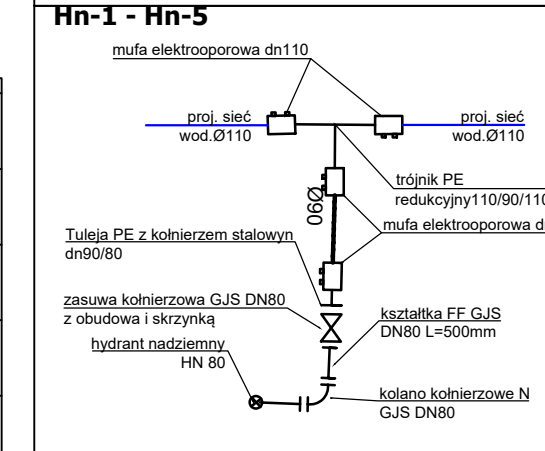 Hn-1 - Hn-5
mufa elektrooporowa dn110
proj. sieć
wod.Ø110
proj. sieć
wod.Ø110
trójnik PE
redukcyjny110/90/110
Ø90
mufa elektrooporowa
Tuleja PE z kołnierzem stalowyn
dn90/80
zasuwa kołnierzowa GJS DN80
z obudowa i skrzynką
kształtka FF GJS
DN80 L=500mm
hydrant nadziemny
HN 80
kolano kołnierzowe N
GJS DN80